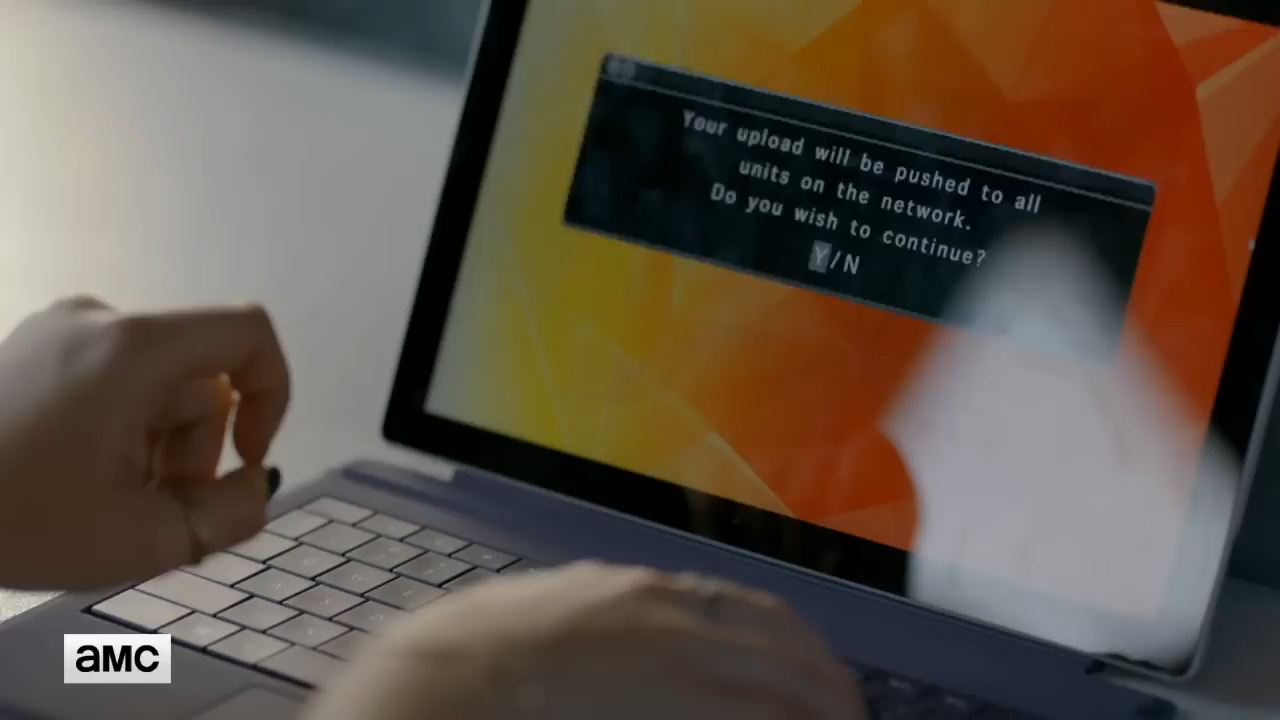 Your upload will be pushed to all
units on the network.
Do you wish to continue?
Y/N
aMC